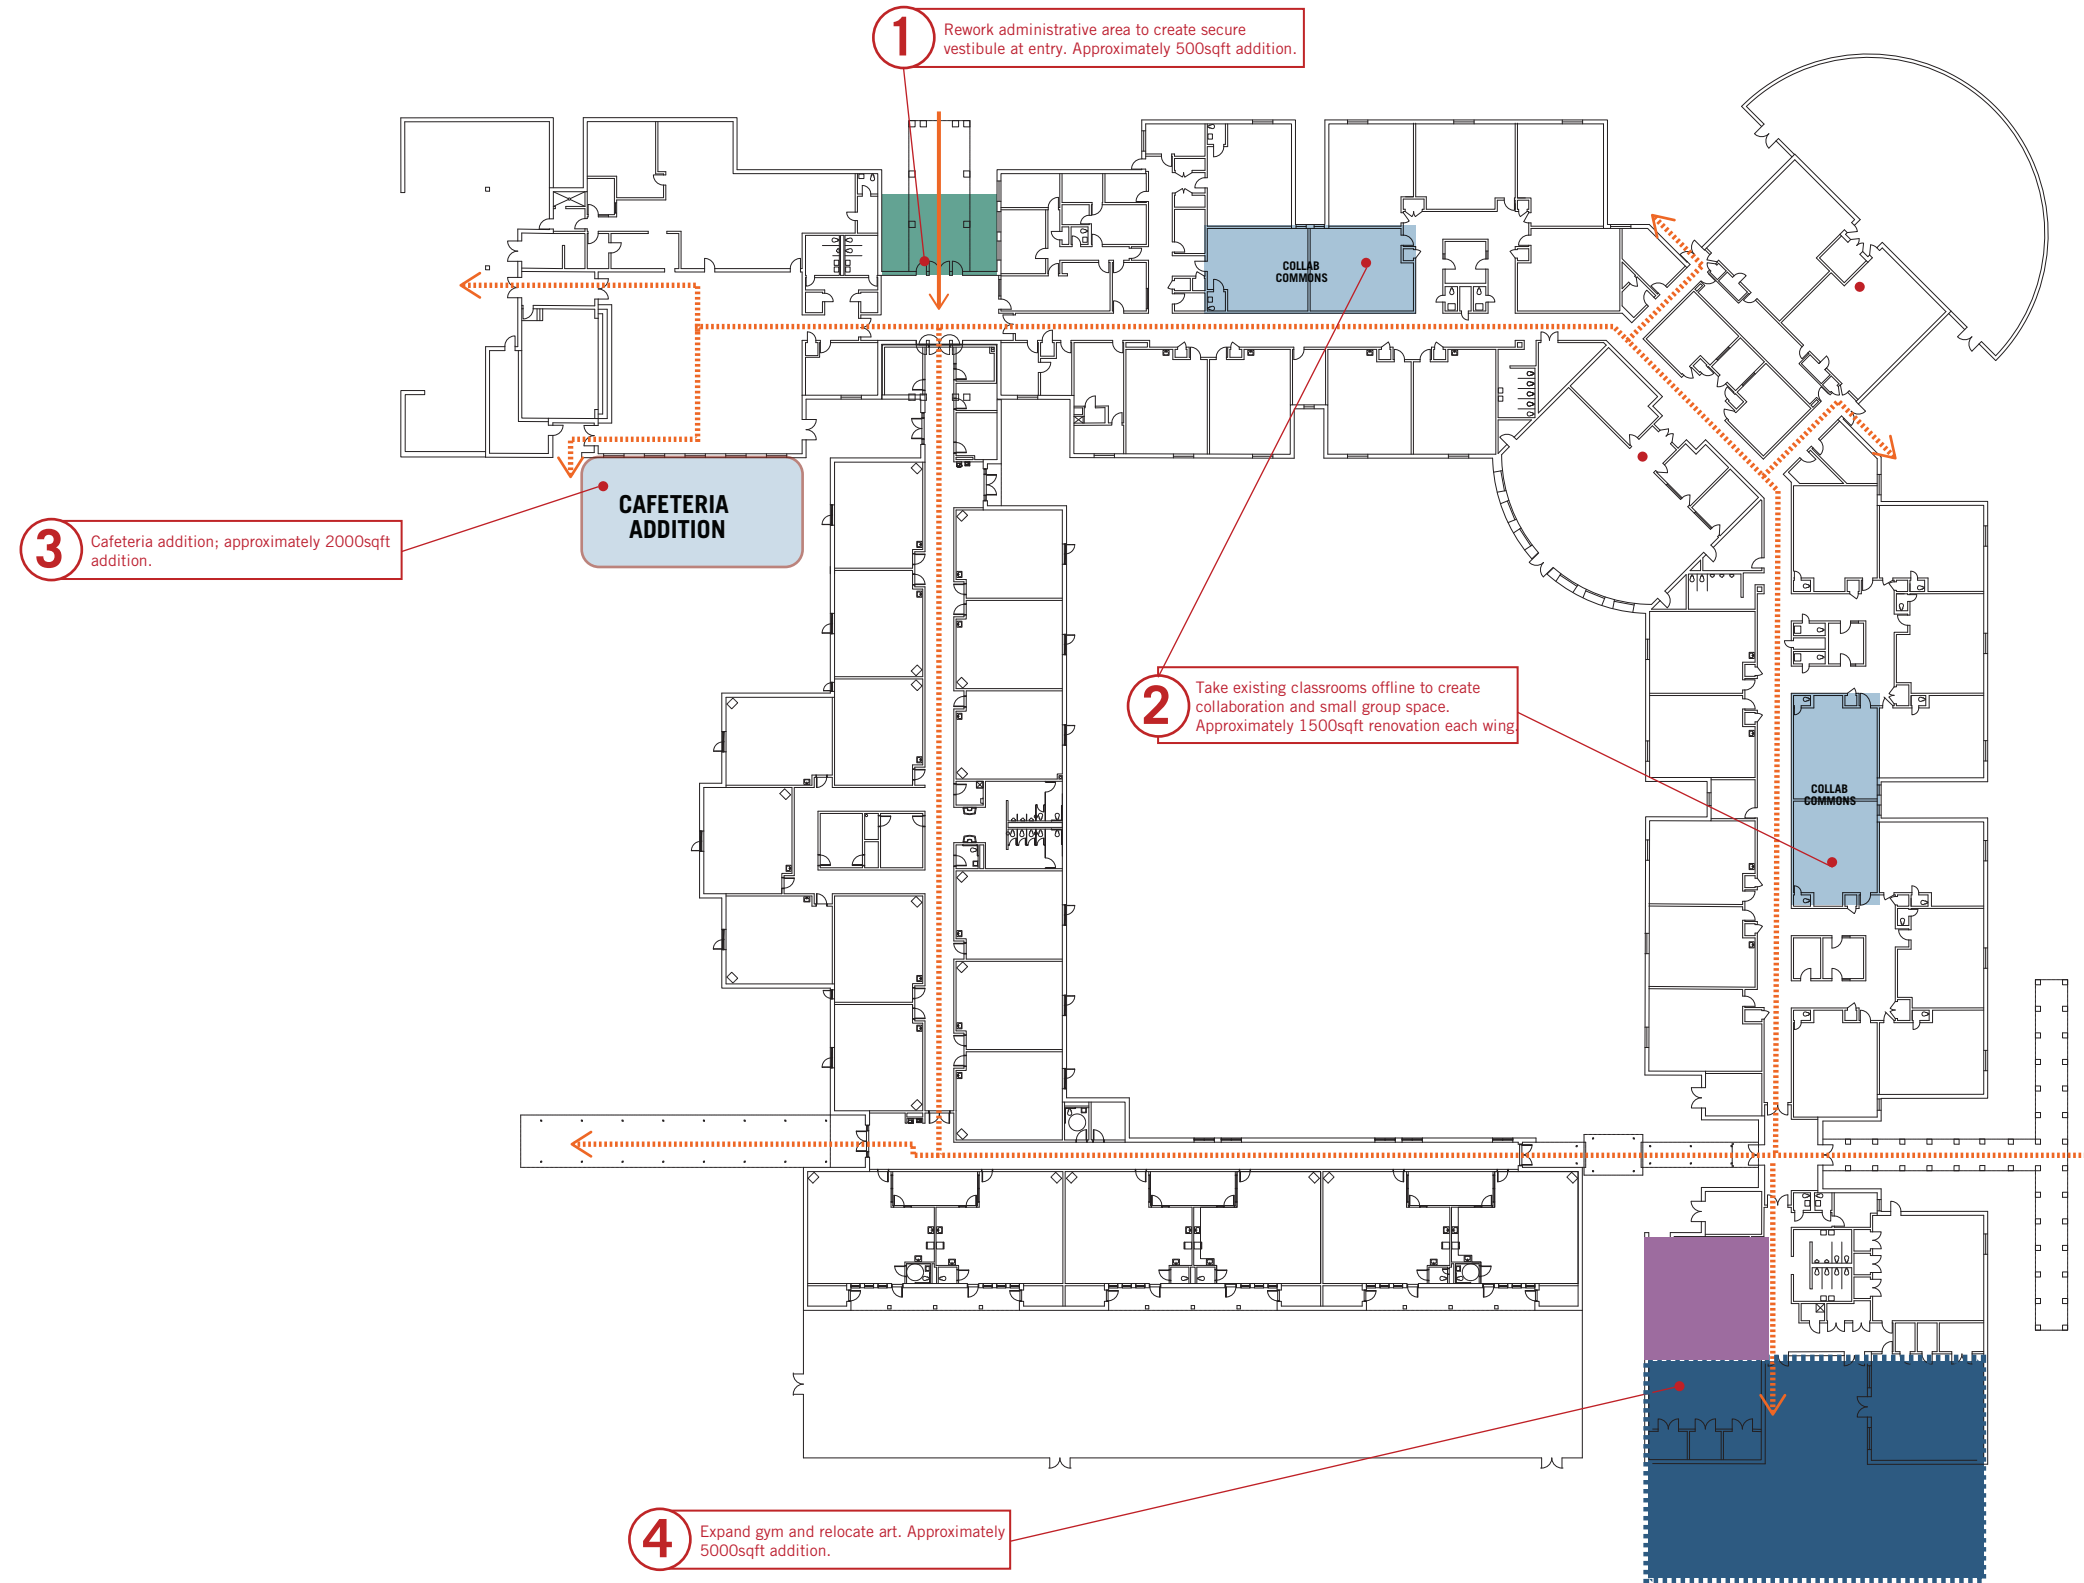 1
Rework administrative area to create secure
vestibule at entry. Approximately 500sqft addition.
COLLAB
COMMONS
CAFETERIA
ADDITION
3
Cafeteria addition; approximately 2000sqft
addition.
2
Take existing classrooms offline to create
collaboration and small group space.
Approximately 1500sqft renovation each wing.
COLLAB
COMMONS
4
Expand gym and relocate art. Approximately
5000sqft addition.